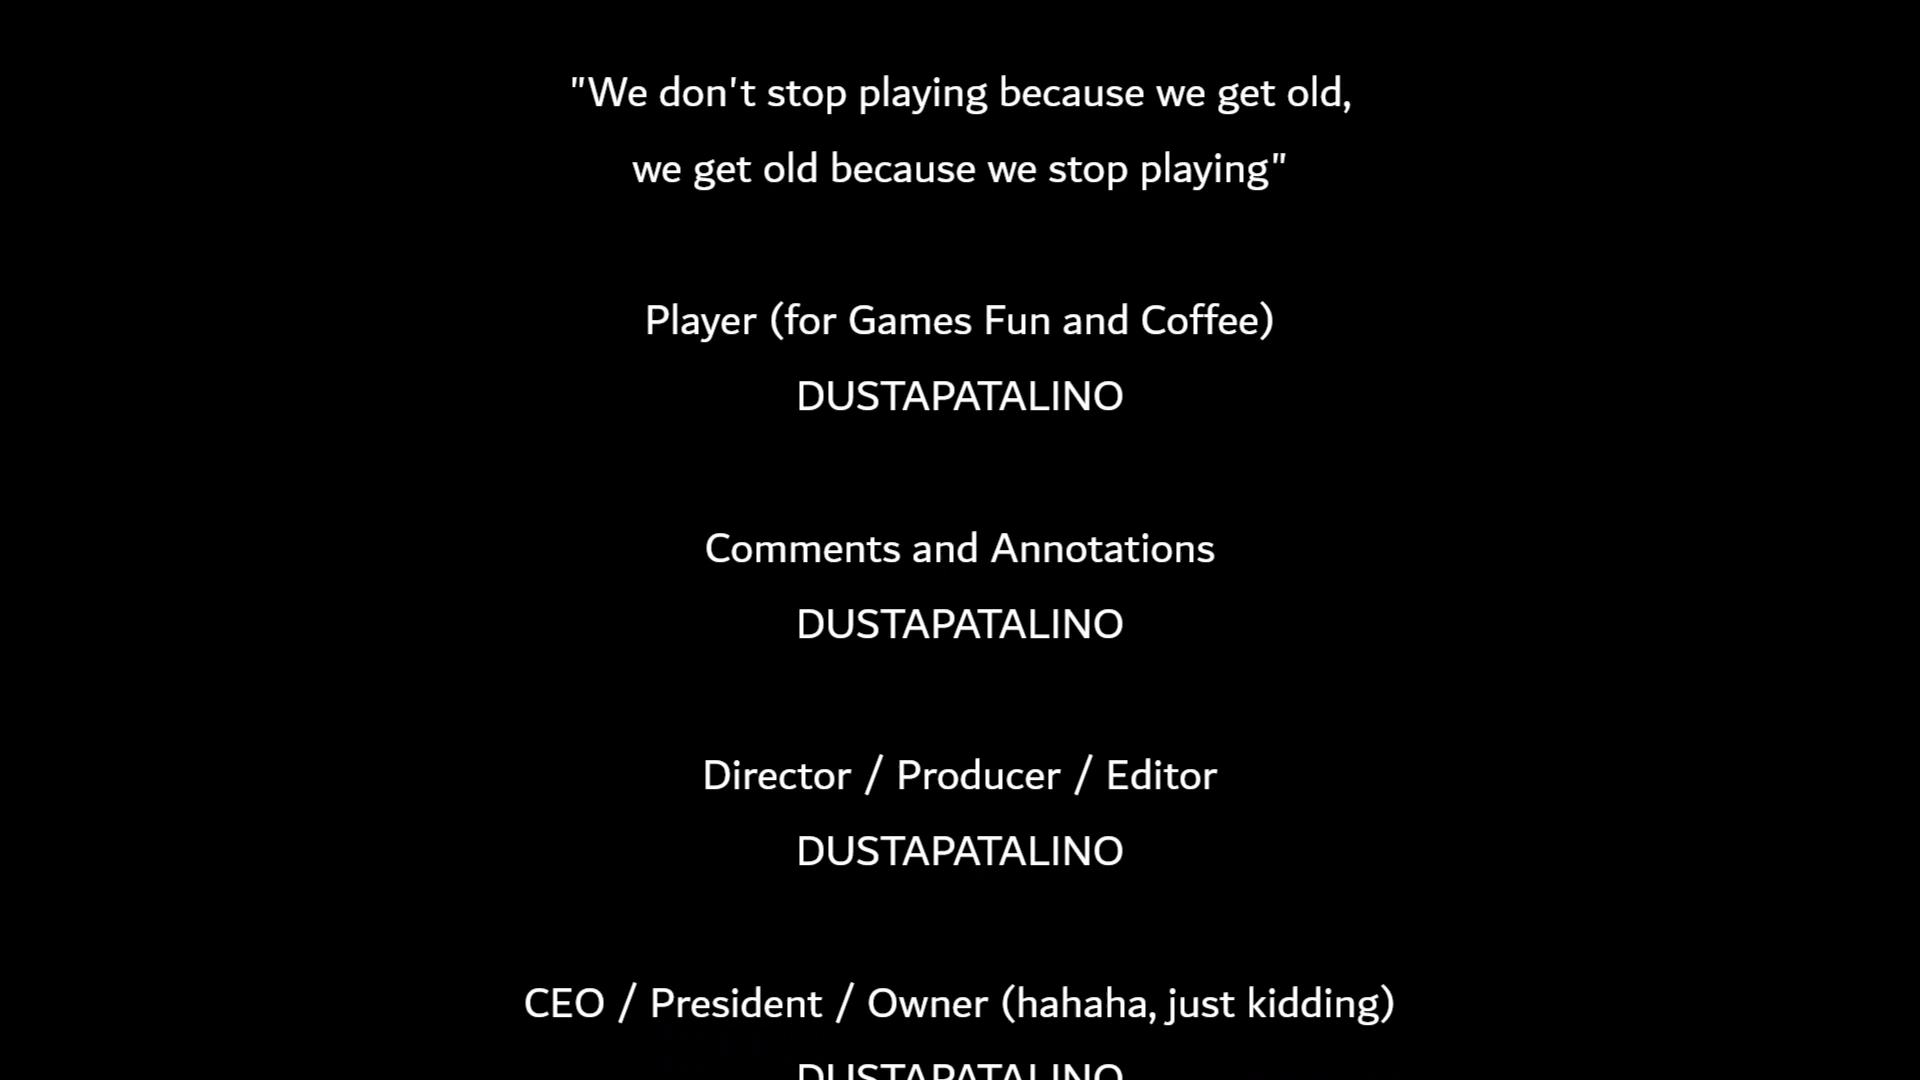 "We don't stop playing because we get old,
we get old because we stop playing"
Player (for Games Fun and Coffee)
DUSTAPATALINO
Comments and Annotations
DUSTAPATALINO
Director / Producer / Editor
DUSTAPATALINO
CEO / President / Owner (hahaha, just kidding)
DUSTAPATALINO